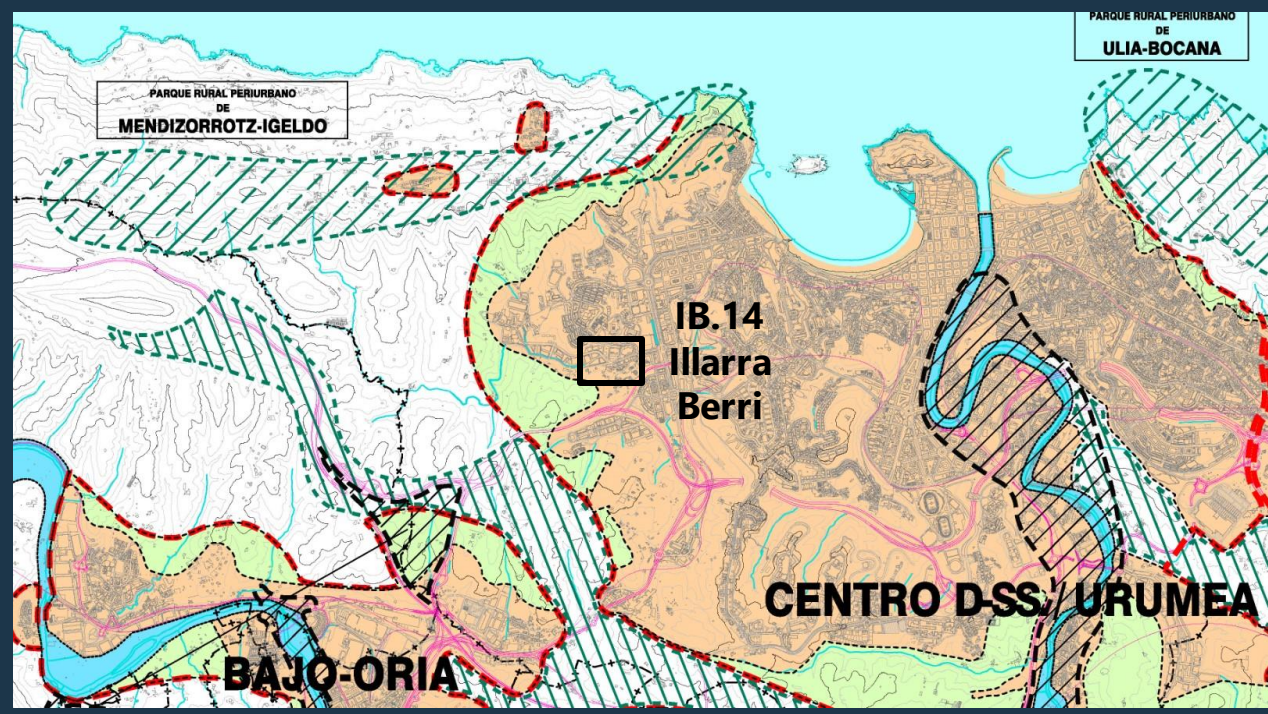 PARQUE RURAL PERIURBANO
DE
MENDIZORROTZ-IGELDO
PARQUE RURAL PERIURBANO
DE
ULIA-BOCANA
IB.14
Illarra
Berri
CENTRO D-SS / URUMEA
BAJO-ORIA